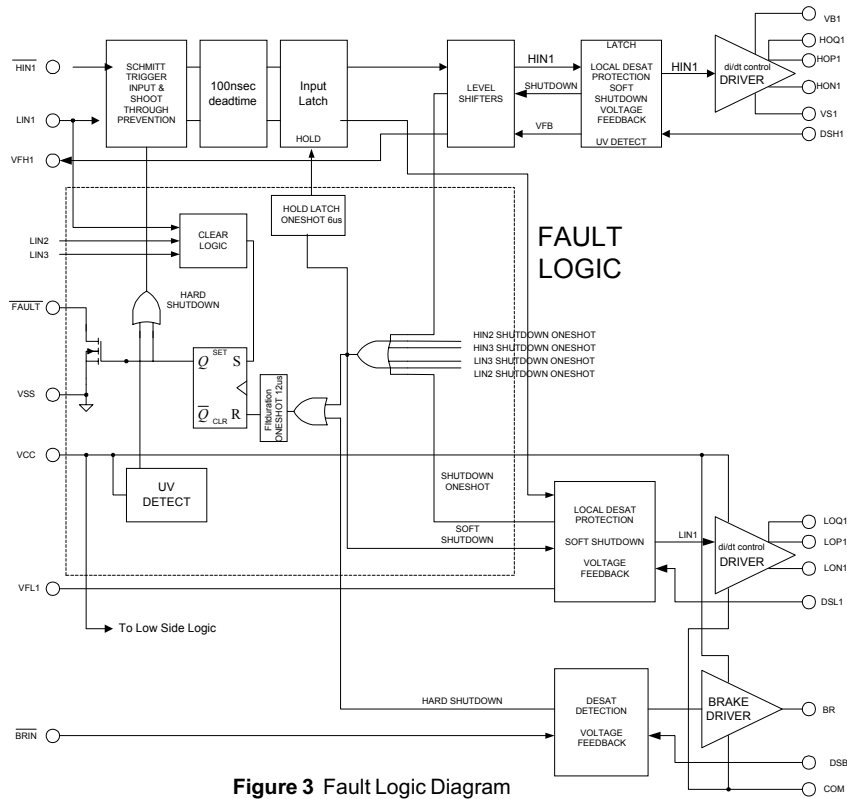 HIN1
LIN1
VFH1
SCHMITT
TRIGGER
INPUT &
SHOOT
THROUGH
PREVENTION
100nsec
deadtime
Input
Latch
HOLD
LEVEL
SHIFTERS
HIN1
SHUTDOWN
VFB
LATCH
LOCAL DESAT
PROTECTION
SOFT
SHUTDOWN
VOLTAGE
FEEDBACK
UV DETECT
HIN1
di/dt control
DRIVER
VB1
HOQ1
HOP1
HON1
VS1
DSH1
HOLD LATCH
ONESHOT 6us
FAULT
LOGIC
LIN2
LIN3
CLEAR
LOGIC
HARD
SHUTDOWN
FAULT
VSS
VCC
Q SET S
Q CLR R
Fltduration
ONESHOT 12us
HIN2 SHUTDOWN ONESHOT
HIN3 SHUTDOWN ONESHOT
LIN3 SHUTDOWN ONESHOT
LIN2 SHUTDOWN ONESHOT
UV
DETECT
SHUTDOWN
ONESHOT
SOFT
SHUTDOWN
LOCAL DESAT
PROTECTION
SOFT SHUTDOWN
VOLTAGE
FEEDBACK
LIN1
di/dt control
DRIVER
LOQ1
LOP1
LON1
DSL1
VFL1
To Low Side Logic
HARD SHUTDOWN
DESAT
DETECTION
VOLTAGE
FEEDBACK
BRAKE
DRIVER
BR
BRIN
DSB
COM
Figure 3 Fault Logic Diagram